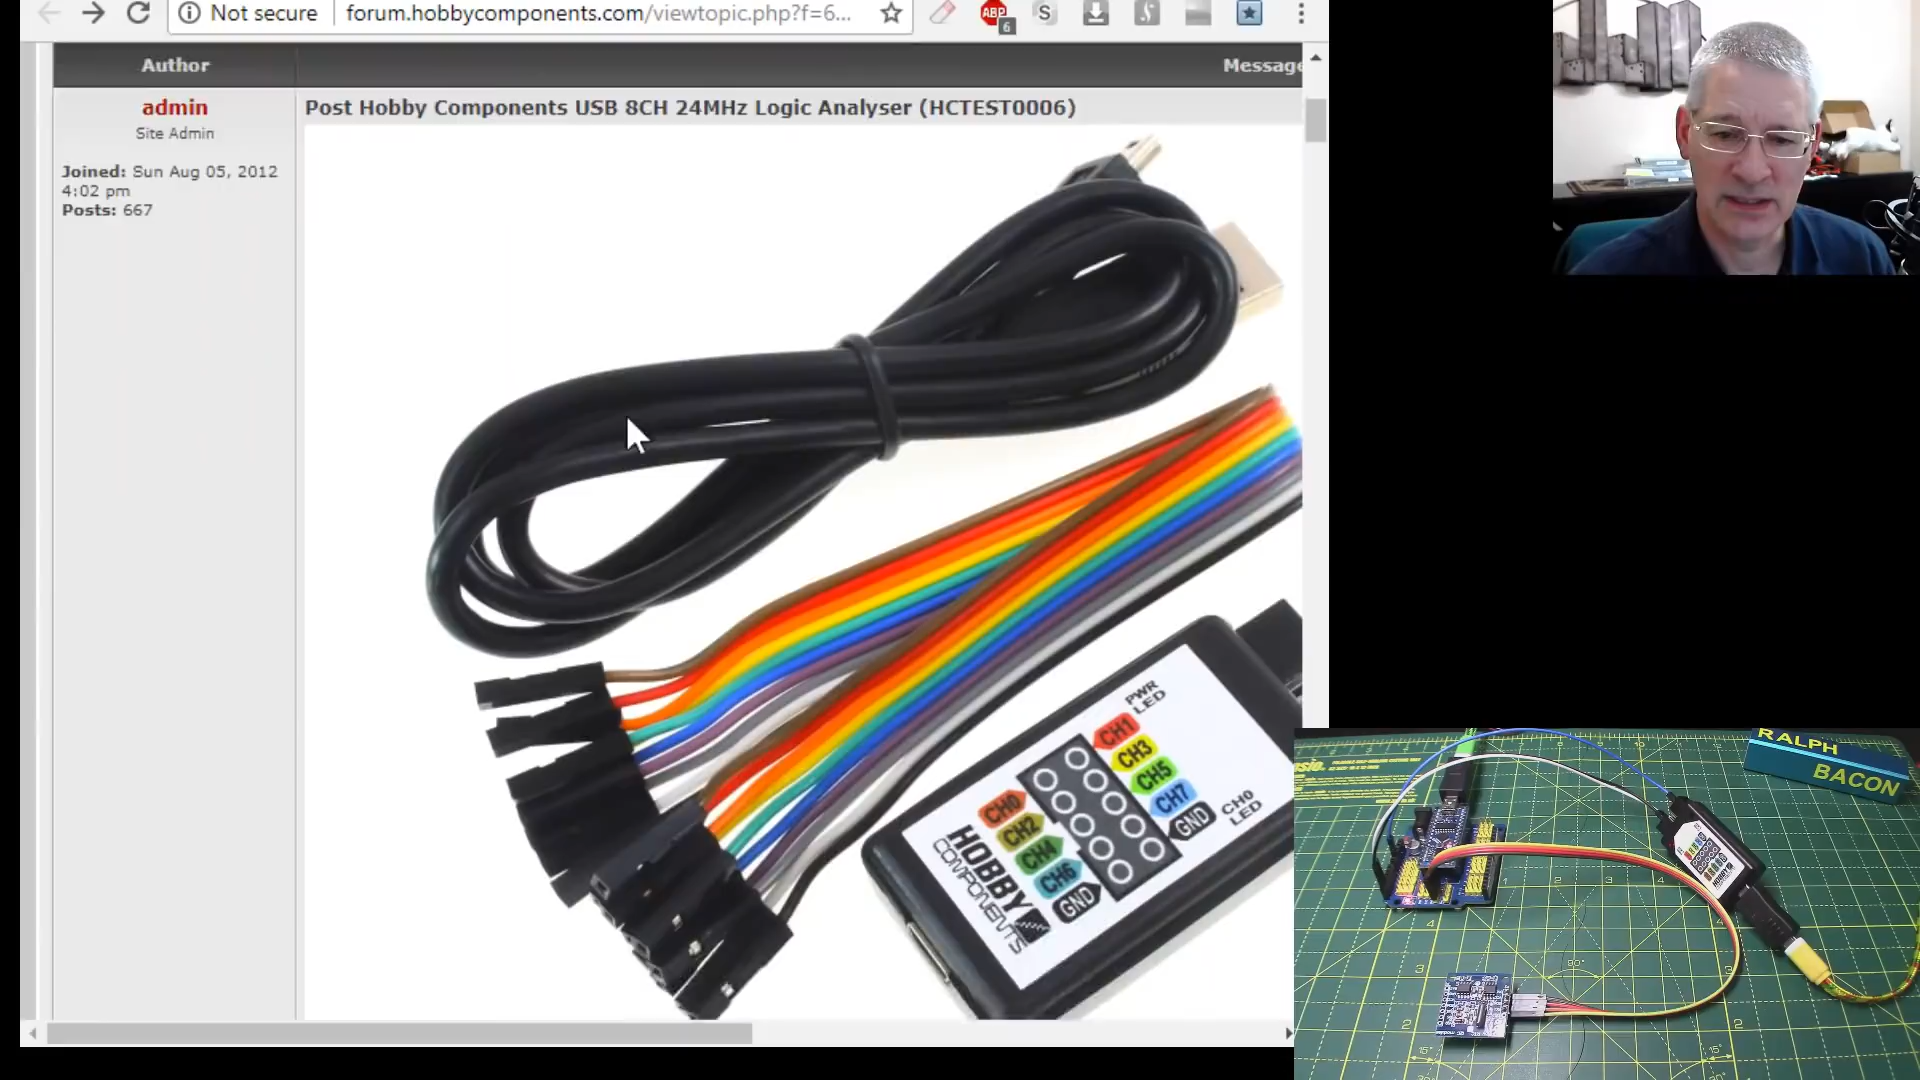 Not secure
forum.hobbycomponents.com/viewtopic.php?f=6...
ABP
6
S
Author
Message
admin
Site Admin
Joined: Sun Aug 05, 2012
4:02 pm
Posts: 667
Post Hobby Components USB 8CH 24MHz Logic Analyser (HCTEST0006)
PWR
LED
CH1
CH3
CH5
CH7
GND
CH0
LED
CH0
CH2
CH4
CH6
GND
HOBBY
COMPONENTS
RALPH
BACON